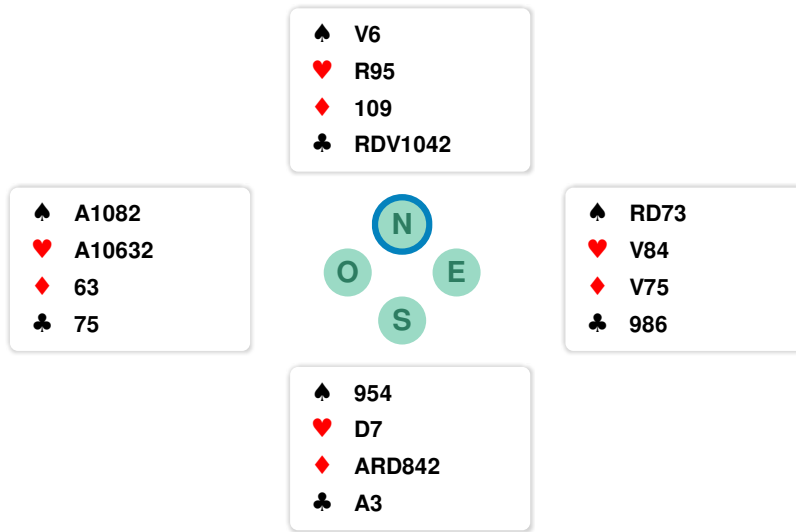 ♠ V6
♥ R95
♦ 109
♣ RDV1042
♠ A1082
♥ A10632
♦ 63
♣ 75
N
O E
S
♠ RD73
♥ V84
♦ V75
♣ 986
♠ 954
♥ D7
♦ ARD842
♣ A3